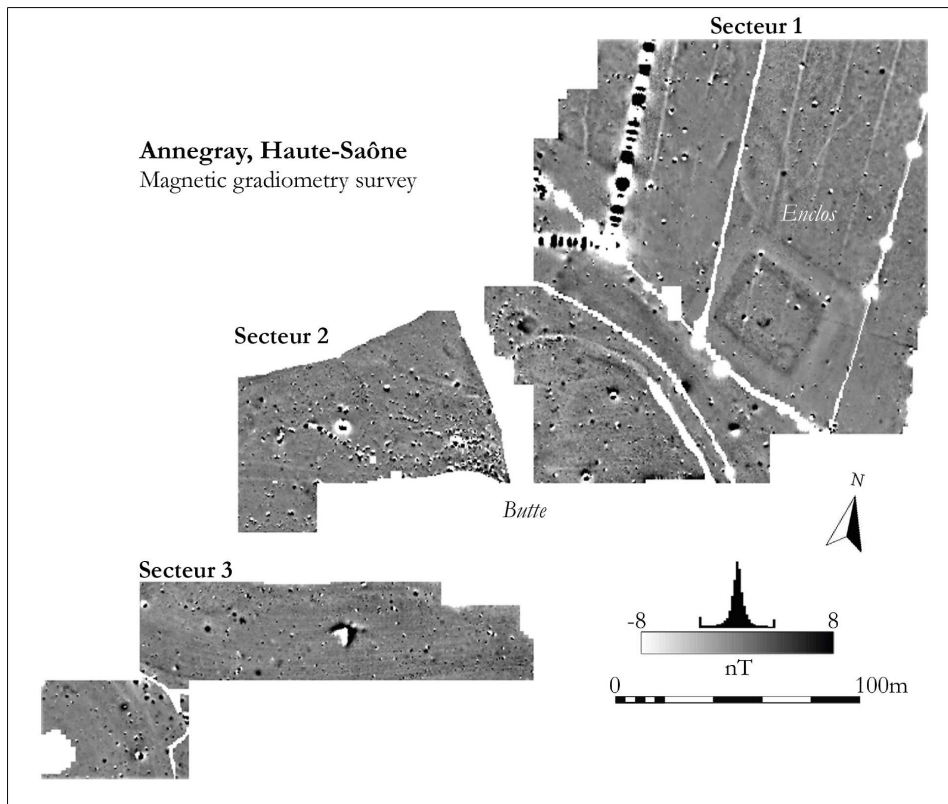 Secteur 1
Annegray, Haute-Saône
Magnetic gradiometry survey
Enclos
Secteur 2
Butte
N
Secteur 3
-8 8
nT
0 100m